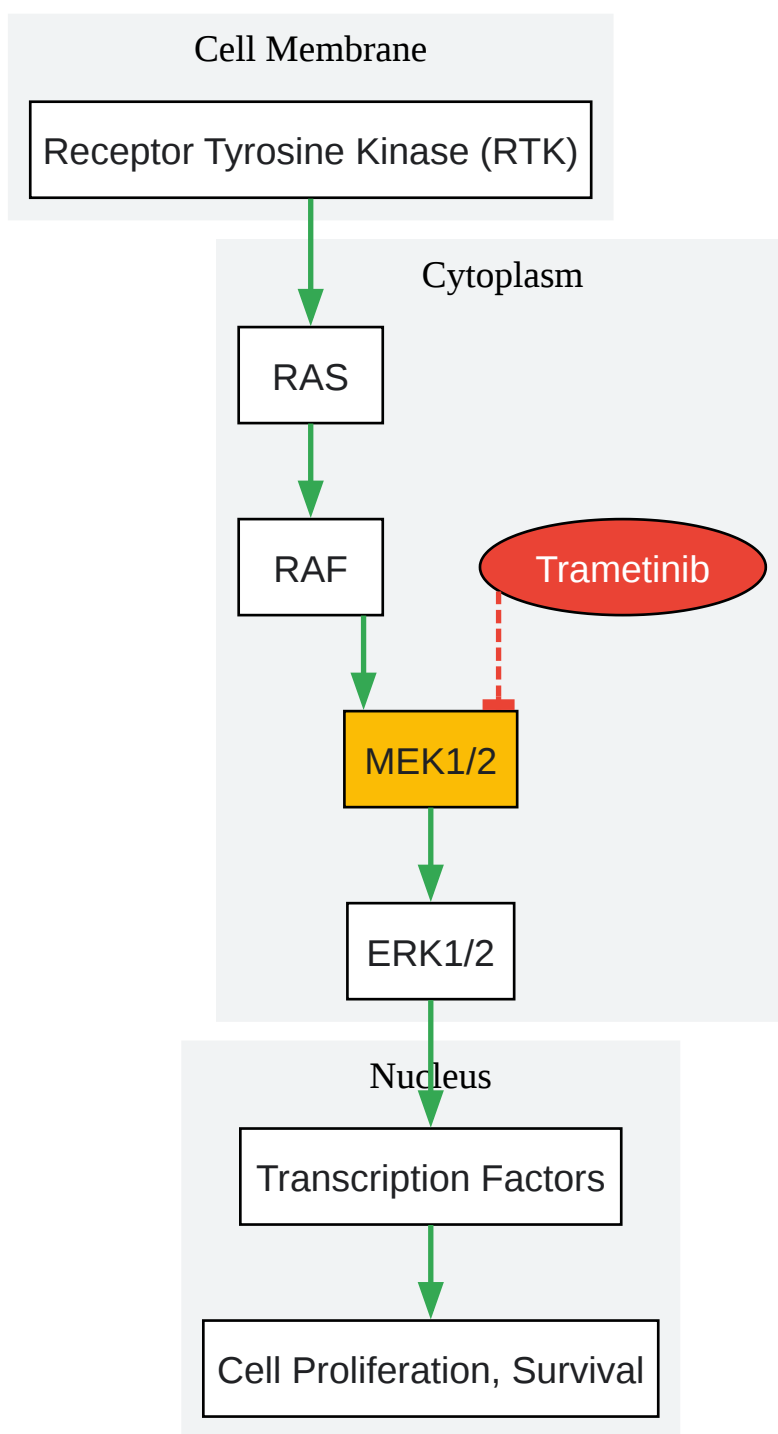 Cell Membrane
Receptor Tyrosine Kinase (RTK)
Cytoplasm
RAS
RAF
Trametinib
MEK1/2
ERK1/2
Nucleus
Transcription Factors
Cell Proliferation, Survival